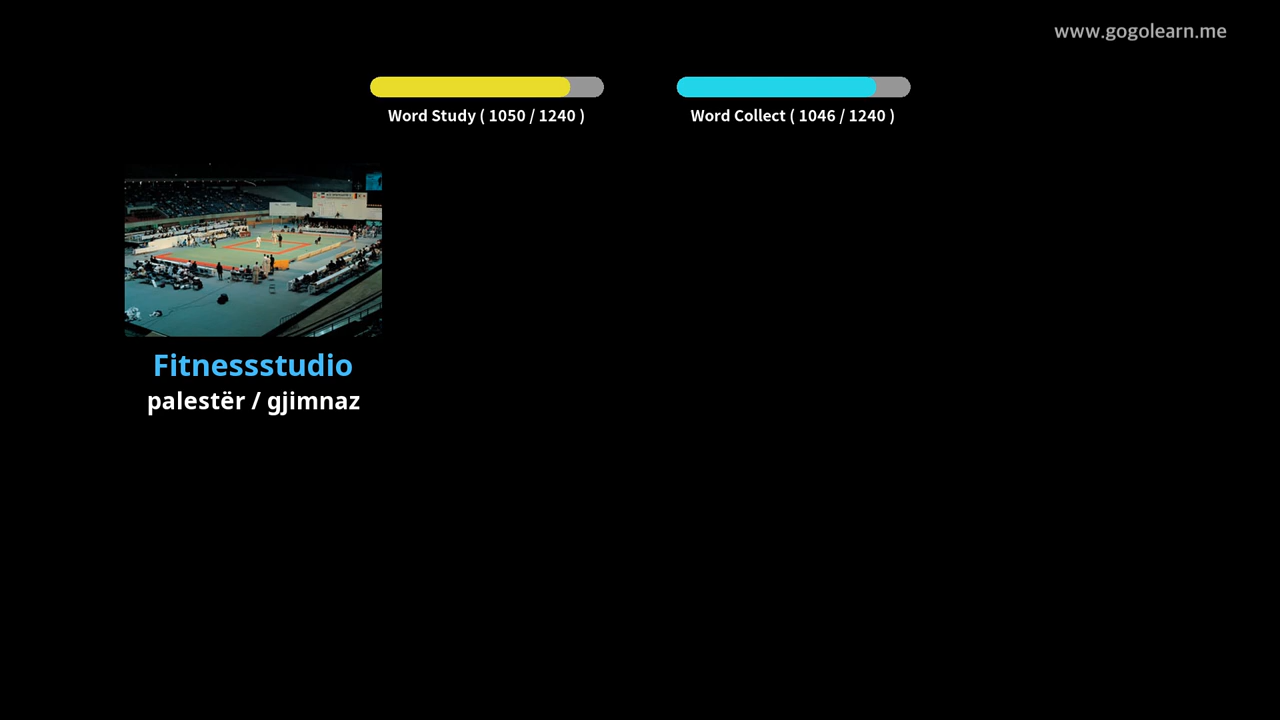 www.gogolearn.me
Word Study ( 1050 / 1240 )
Word Collect ( 1046 / 1240 )
Fitnessstudio
palestër / gjimnaz